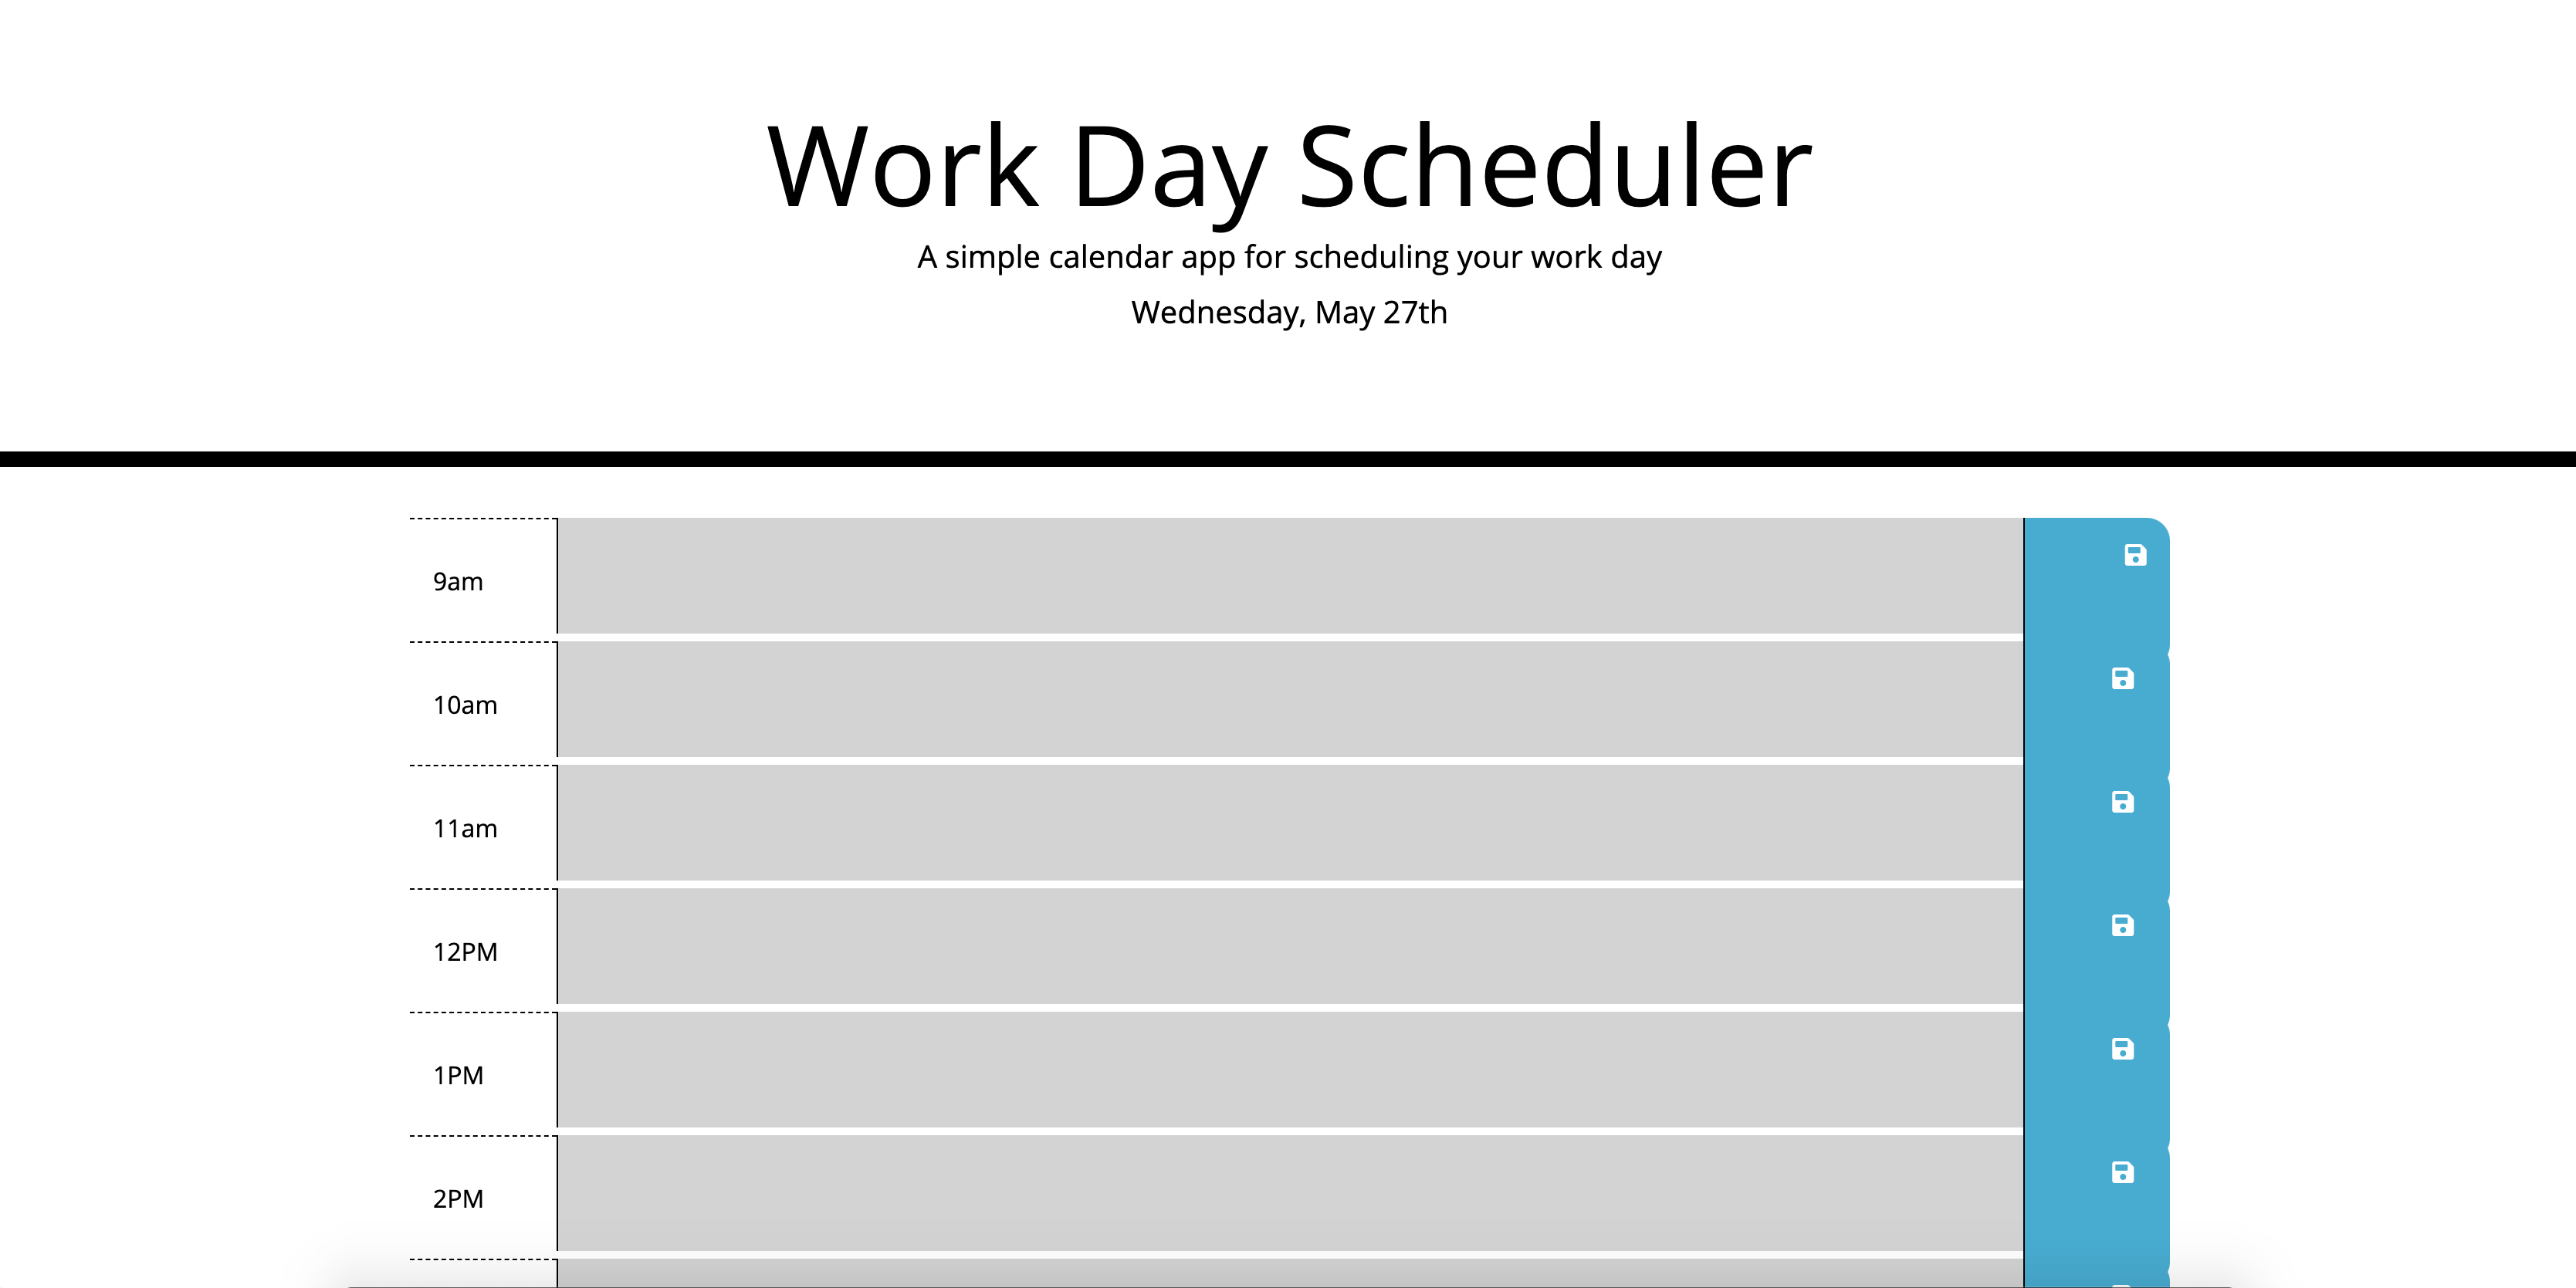 Work Day Scheduler
A simple calendar app for scheduling your work day
Wednesday, May 27th
9am
10am
11am
12PM
1PM
2PM